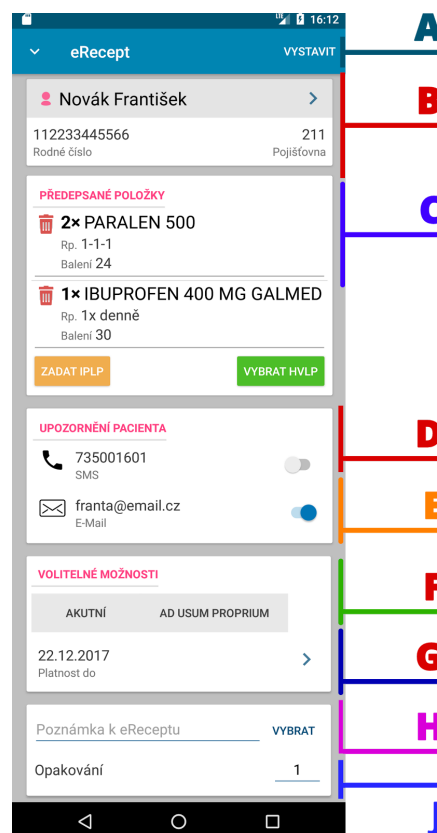 LTE 16:12
eRecept VYSTAVIT
A
Novák František
B
112233445566 211
Rodné číslo Pojišťovna
PŘEDEPSANÉ POLOŽKY
C
2× PARALEN 500
Rp. 1-1-1
Balení 24
1× IBUPROFEN 400 MG GALMED
Rp. 1x denně
Balení 30
ZADAT IPLP VYBRAT HVLP
UPOZORNĚNÍ PACIENTA
D
735001601
SMS
franta@email.cz
E
E-Mail
VOLITELNÉ MOŽNOSTI
F
AKUTNÍ AD USUM PROPRIUM
22.12.2017
G
Platnost do
Poznámka k eReceptu VYBRAT
H
Opakování 1
J